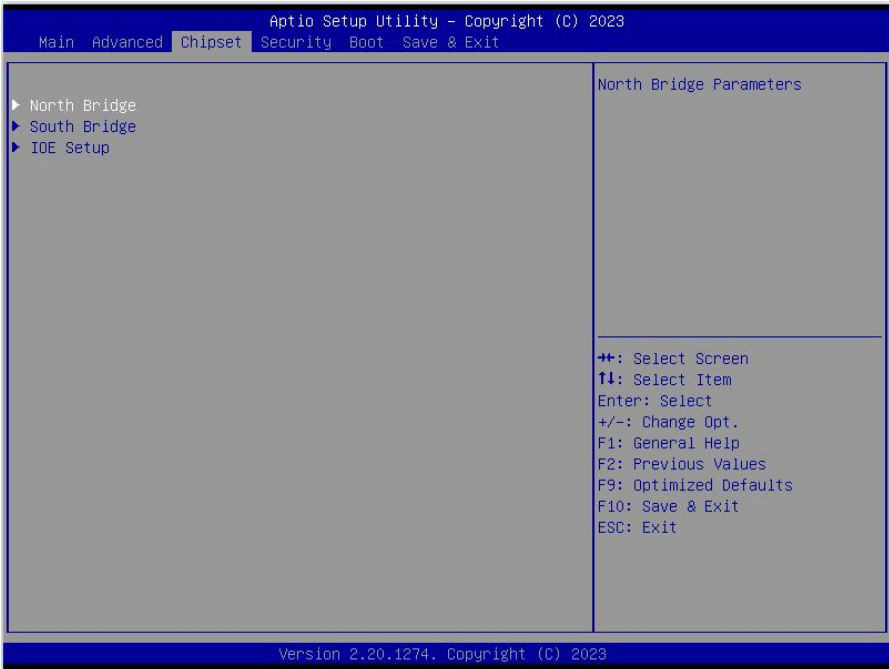 Aptio Setup Utility – Copyright (C) 2023
Main Advanced Chipset Security Boot Save & Exit
North Bridge
South Bridge
IOE Setup
North Bridge Parameters
→←: Select Screen
↑↓: Select Item
Enter: Select
+/-: Change Opt.
F1: General Help
F2: Previous Values
F9: Optimized Defaults
F10: Save & Exit
ESC: Exit
Version 2.20.1274. Copyright (C) 2023